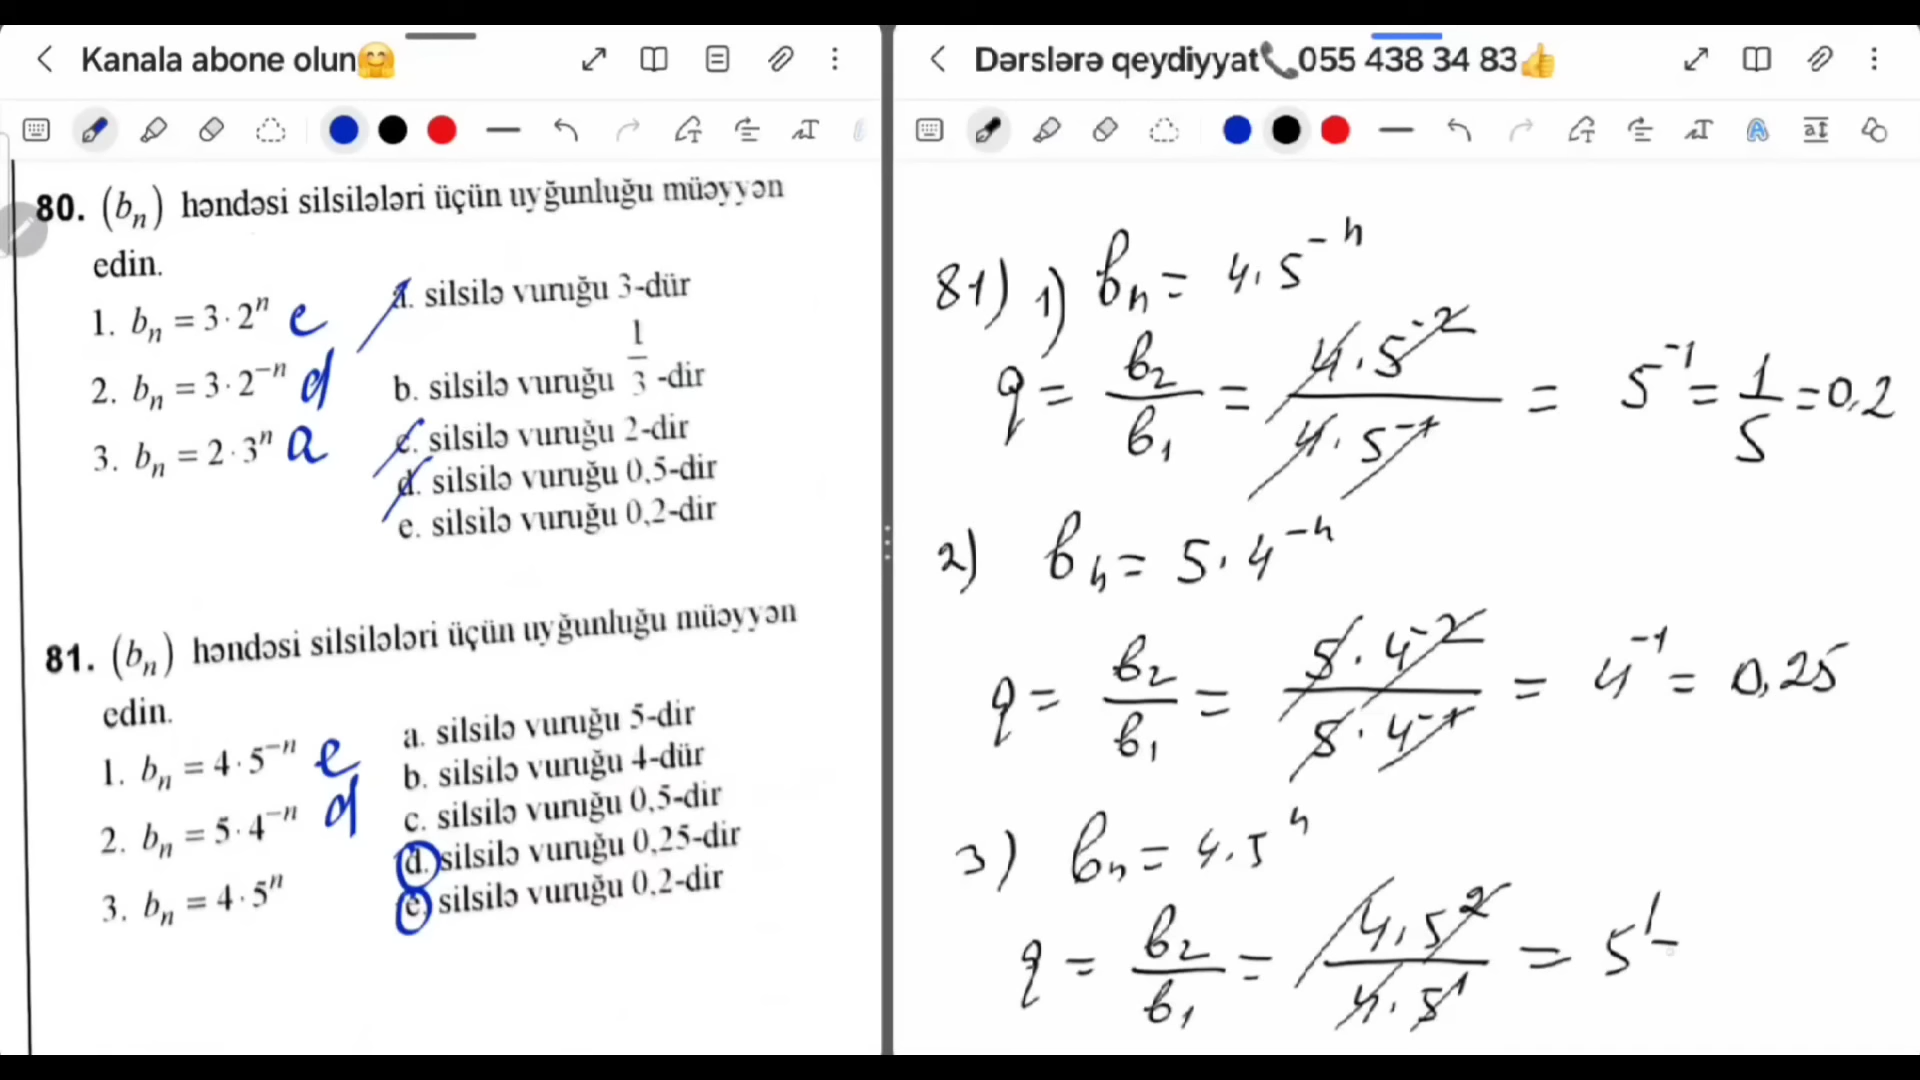 Kanala abone olun🤗
80. (bₙ) həndəsi silsilələri üçün uyğunluğu müəyyən
edin.
1. bₙ = 3·2ⁿ e
2. bₙ = 3·2⁻ⁿ d
3. bₙ = 2·3ⁿ a
a. silsilə vuruğu 3-dür
b. silsilə vuruğu 1/3 -dir
c. silsilə vuruğu 2-dir
d. silsilə vuruğu 0,5-dir
e. silsilə vuruğu 0,2-dir
81. (bₙ) həndəsi silsilələri üçün uyğunluğu müəyyən
edin.
1. bₙ = 4·5⁻ⁿ e
2. bₙ = 5·4⁻ⁿ d
3. bₙ = 4·5ⁿ
a. silsilə vuruğu 5-dir
b. silsilə vuruğu 4-dür
c. silsilə vuruğu 0,5-dir
d. silsilə vuruğu 0,25-dir
e. silsilə vuruğu 0,2-dir
Dərslərə qeydiyyat📞055 438 34 83👍
81) 1) bₙ = 4·5⁻ⁿ
q = b₂/b₁ = 4·5⁻²/4·5⁻¹ = 5⁻¹ = 1/5 = 0,2
2) bₙ = 5·4⁻ⁿ
q = b₂/b₁ = 5·4⁻²/5·4⁻¹ = 4⁻¹ = 0,25
3) bₙ = 4·5ⁿ
q = b₂/b₁ = 4·5²/4·5¹ = 5¹